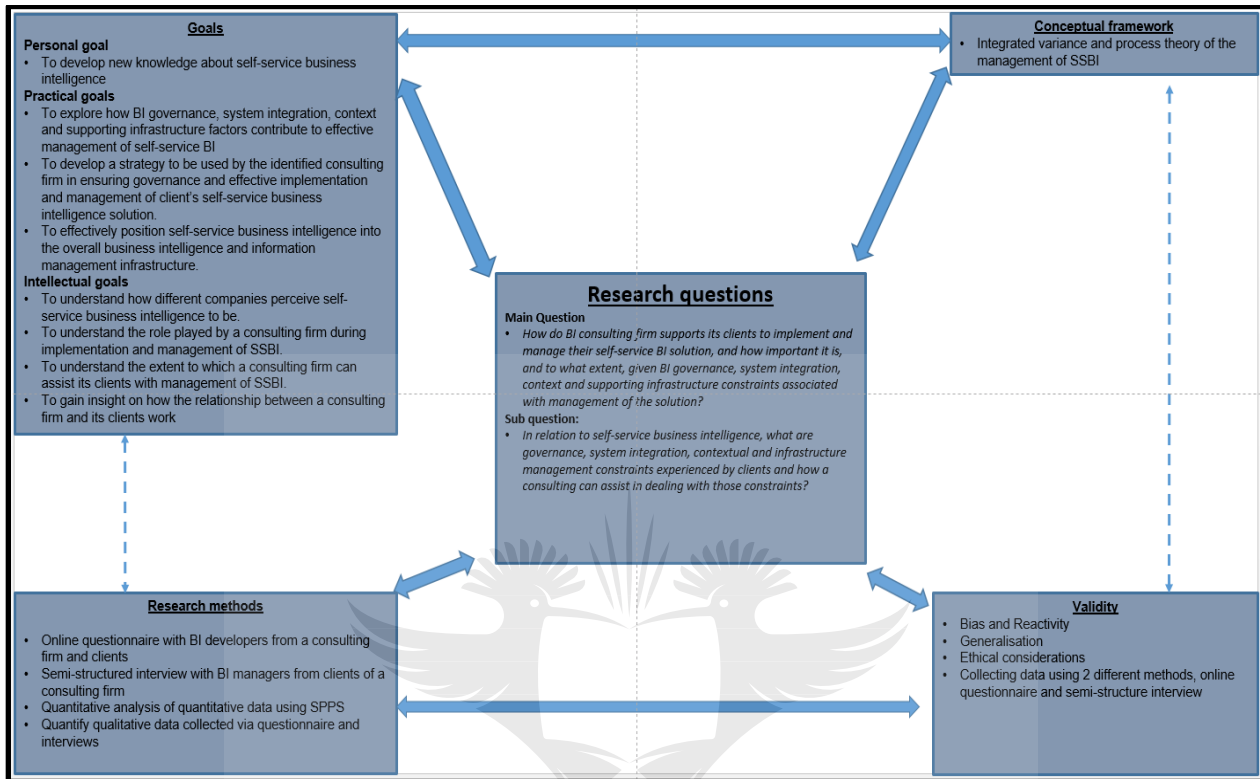 Goals
Personal goal
• To develop new knowledge about self-service business
intelligence
Practical goals
• To explore how BI governance, system integration, context
and supporting infrastructure factors contribute to effective
management of self-service BI
• To develop a strategy to be used by the identified consulting
firm in ensuring governance and effective implementation
and management of client's self-service business
intelligence solution.
• To effectively position self-service business intelligence into
the overall business intelligence and information
management infrastructure.
Intellectual goals
• To understand how different companies perceive self-
service business intelligence to be.
• To understand the role played by a consulting firm during
implementation and management of SSBI.
• To understand the extent to which a consulting firm can
assist its clients with management of SSBI.
• To gain insight on how the relationship between a consulting
firm and its clients work
Conceptual framework
• Integrated variance and process theory of the
management of SSBI
Research questions
Main Question
• How do BI consulting firm supports its clients to implement and
manage their self-service BI solution, and how important it is,
and to what extent, given BI governance, system integration,
context and supporting infrastructure constraints associated
with management of the solution?
Sub question:
• In relation to self-service business intelligence, what are
governance, system integration, contextual and infrastructure
management constraints experienced by clients and how a
consulting can assist in dealing with those constraints?
Research methods
• Online questionnaire with BI developers from a consulting
firm and clients
• Semi-structured interview with BI managers from clients of a
consulting firm
• Quantitative analysis of quantitative data using SPPS
• Quantify qualitative data collected via questionnaire and
interviews
Validity
• Bias and Reactivity
• Generalisation
• Ethical considerations
• Collecting data using 2 different methods, online
questionnaire and semi-structure interview